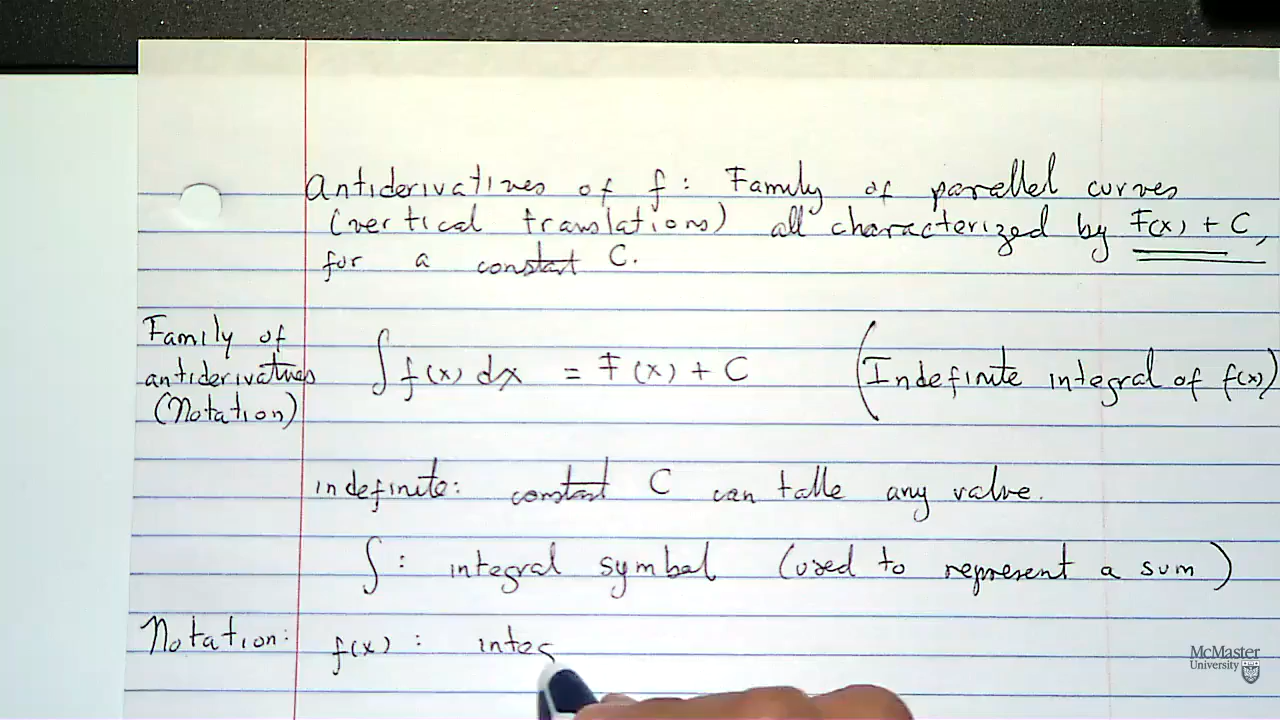 Antiderivatives of f: Family of parallel curves
(vertical translations) all characterized by F(x) + C,
for a constant C.
Family of
antiderivatives
(Notation)
∫ f(x) dx = F(x) + C
(Indefinite integral of f(x))
indefinite: constant C can take any value.
∫ : integral symbol (used to represent a sum)
Notation: f(x) : integ
McMaster
University